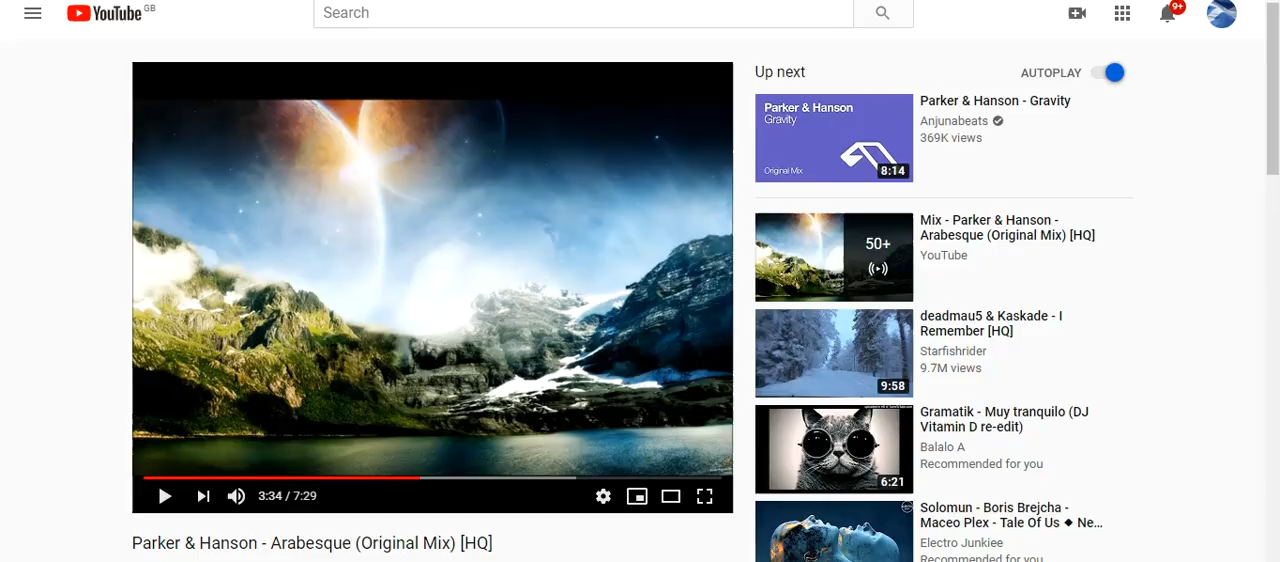 YouTube GB
Search
9+
Up next
AUTOPLAY
Parker & Hanson
Gravity
Original Mix
8:14
Parker & Hanson - Gravity
Anjunabeats
369K views
50+
Mix - Parker & Hanson -
Arabesque (Original Mix) [HQ]
YouTube
9:58
deadmau5 & Kaskade - I
Remember [HQ]
Starfishrider
9.7M views
6:21
Gramatik - Muy tranquilo (DJ
Vitamin D re-edit)
Balalo A
Recommended for you
Solomun - Boris Brejcha -
Maceo Plex - Tale Of Us ◆ Ne...
Electro Junkiee
Recommended for you
3:34 / 7:29
Parker & Hanson - Arabesque (Original Mix) [HQ]